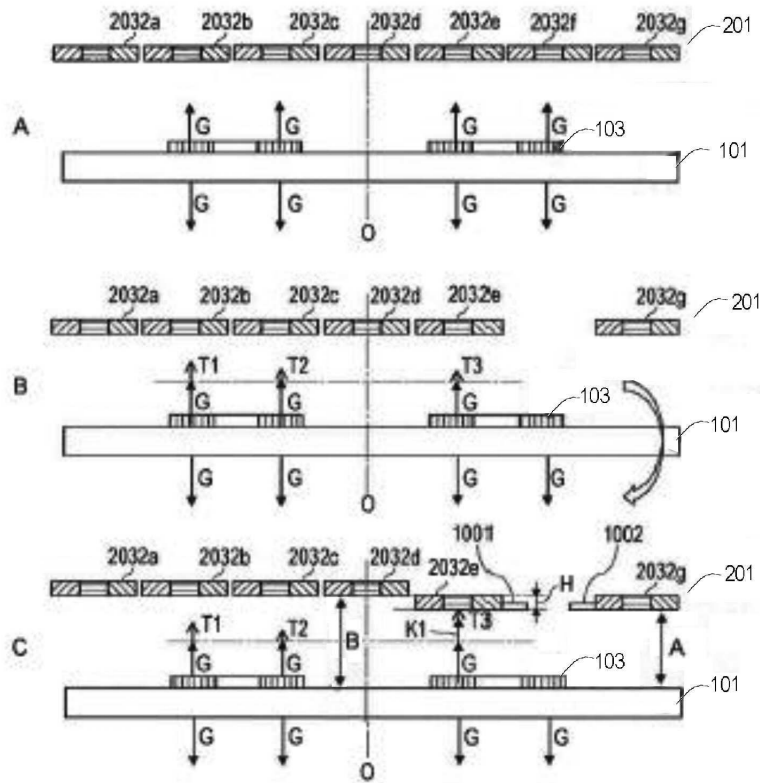 2032a 2032b 2032c 2032d 2032e 2032f 2032g 201
A G G G G 103
101
G G G G
O
2032a 2032b 2032c 2032d 2032e 2032g 201
T1 T2 T3
B G G G 103
101
G G G G
O
1001 1002
2032a 2032b 2032c 2032d 2032e H 2032g 201
T1 T2 B K1 T3 A
C G G G 103
101
G G G G
O